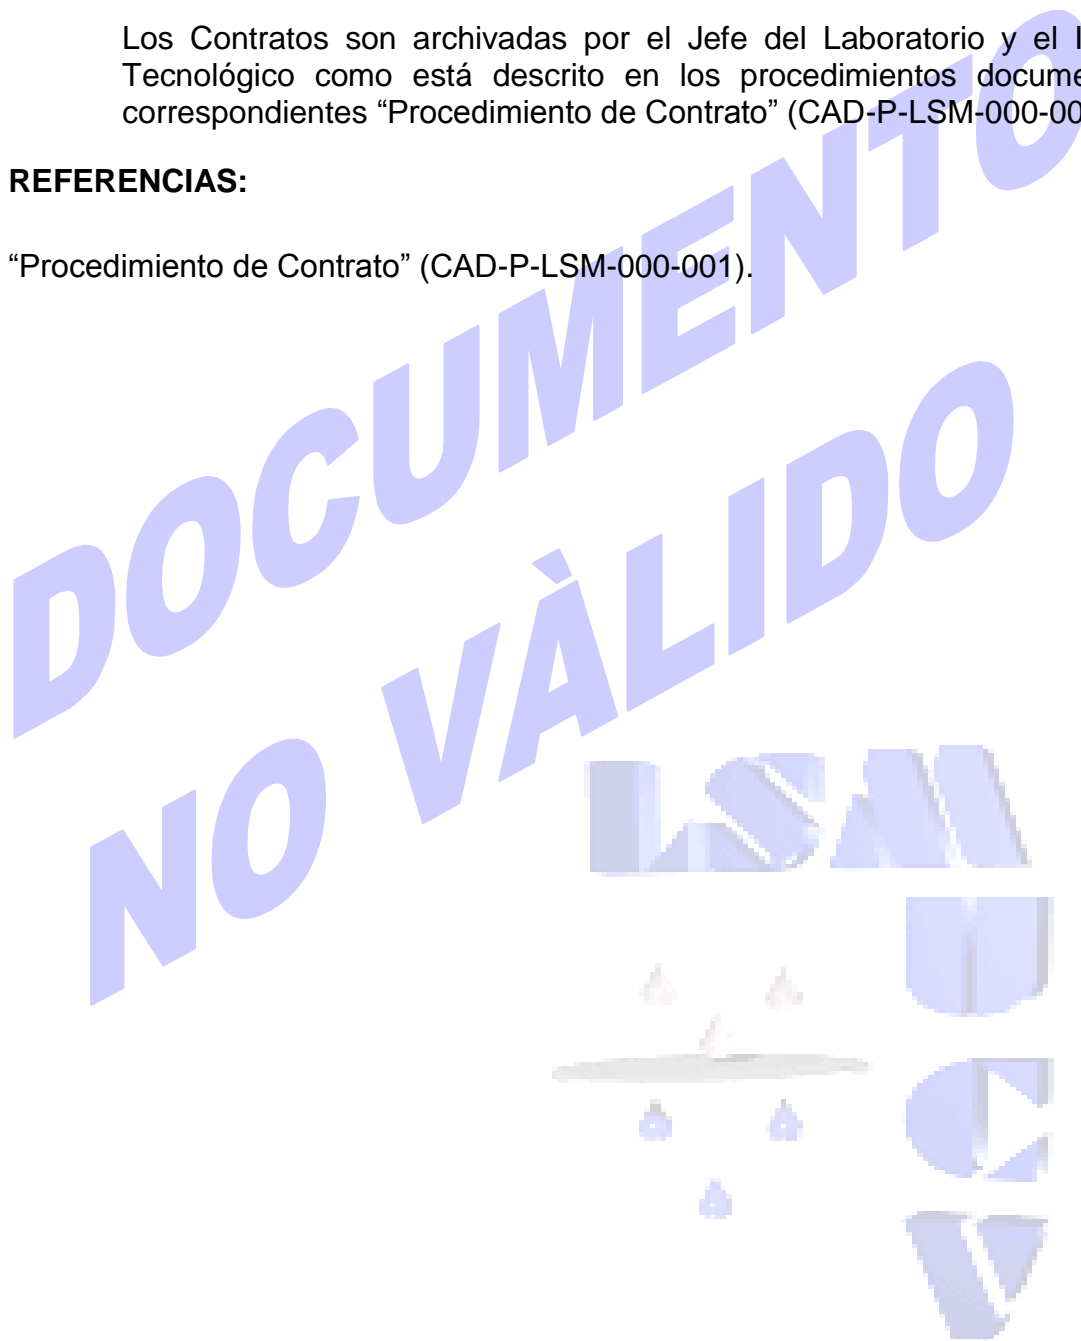 Los Contratos son archivadas por el Jefe del Laboratorio y el
Tecnológico como está descrito en los procedimientos docume
correspondientes “Procedimiento de Contrato” (CAD-P-LSM-000-00
REFERENCIAS:
“Procedimiento de Contrato” (CAD-P-LSM-000-001).
DOCUMENTO
NO VÀLIDO
LSM
U
C
V